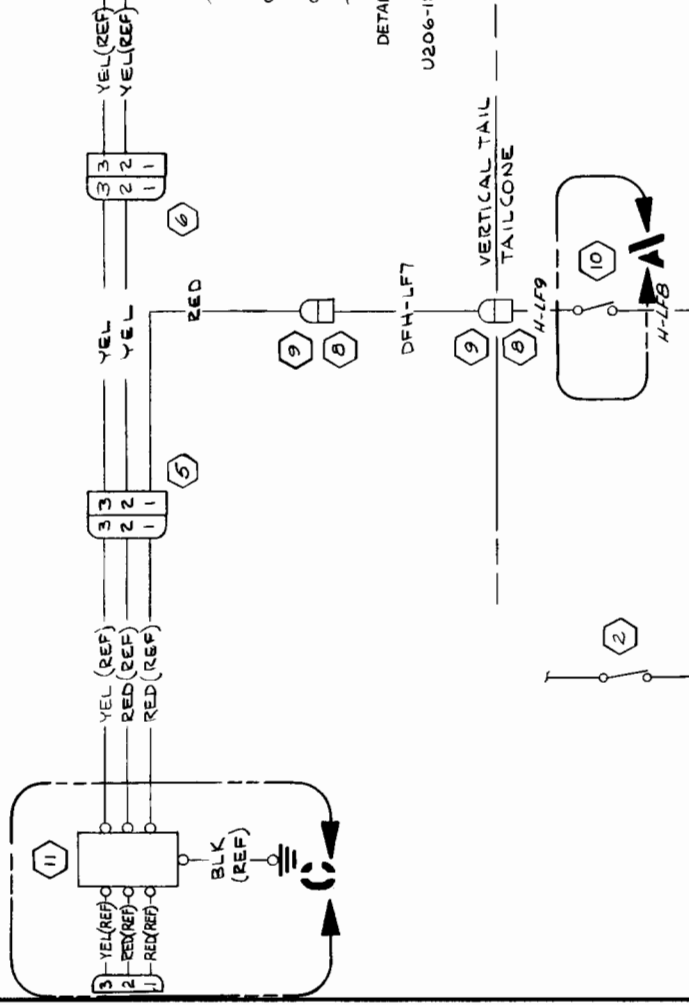 YEL(REF)
YEL(REF)
DETAI
U206-1
3 3
2 2
1 1
6
YEL
YEL
RED
VERTICAL TAIL
TAILCONE
9
8
DFH-LF7
9
8
H-LF9
10
A
H-LF8
3 3
2 2
1 1
5
2
YEL (REF)
RED(REF)
RED(REF)
11
BLK
(REF)
C
YEL(REF)
RED(REF)
RED(REF)
3
2
1